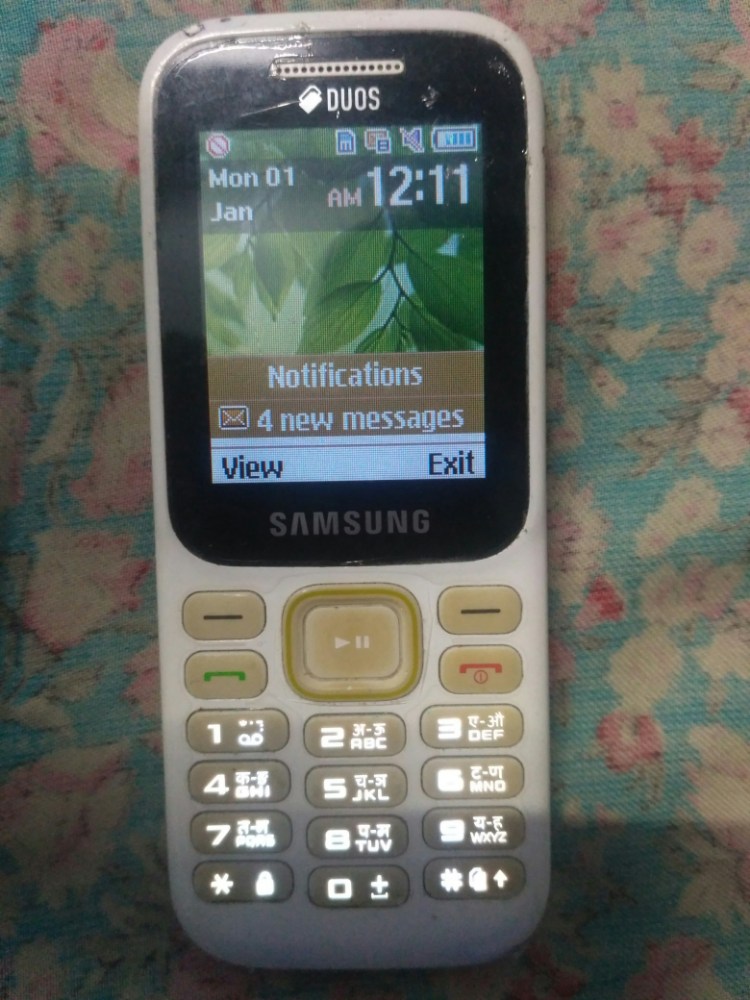 DUOS
Mon 01
Jan
AM 12:11
Notifications
4 new messages
View Exit
SAMSUNG
1
2 अ-ऊ ABC
3 ए-औ DEF
4 क-ङ GHI
5 च-ञ JKL
6 ट-ण MNO
7 त-न PQRS
8 प-म TUV
9 य-ह WXYZ
* 0 ± #